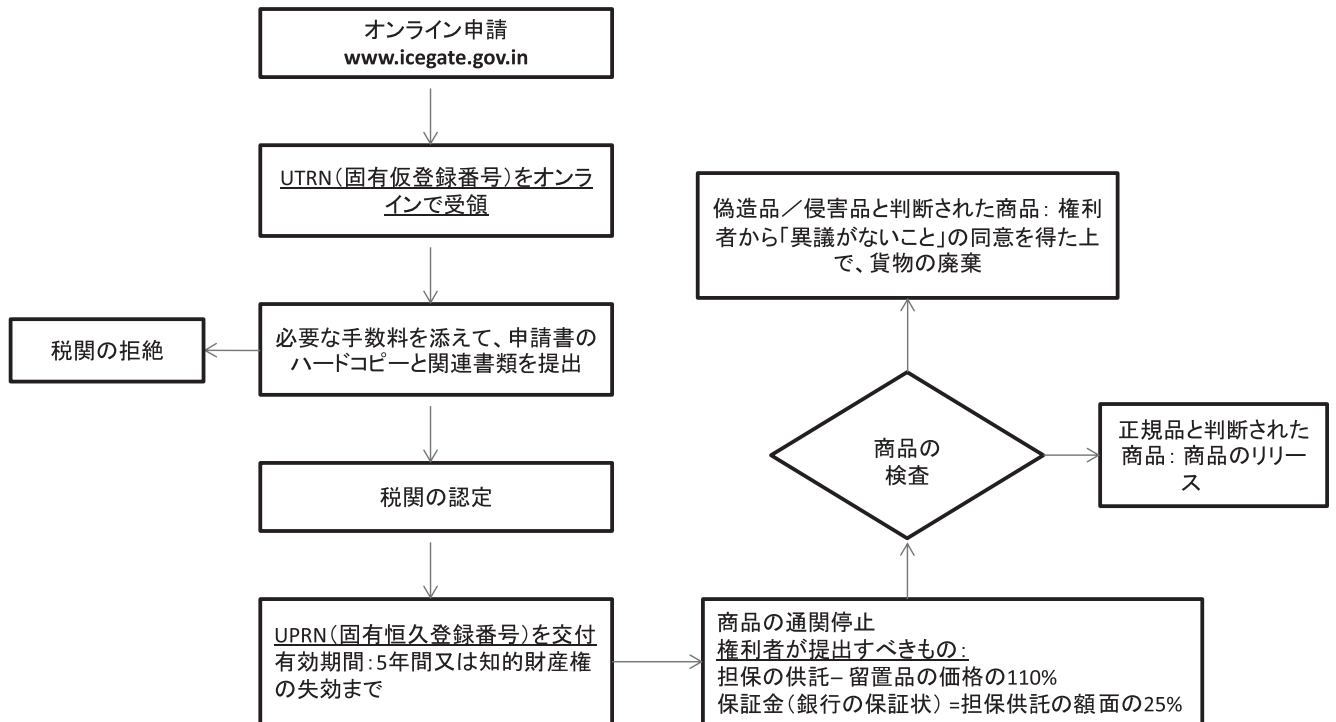 オンライン申請
www.icegate.gov.in
UTRN（固有仮登録番号）をオンラ
インで受領
必要な手数料を添えて、申請書の
ハードコピーと関連書類を提出
税関の拒絶
税関の認定
UPRN（固有恒久登録番号）を交付
有効期間：5年間又は知的財産権
の失効まで
商品の通関停止
権利者が提出すべきもの：
担保の供託– 留置品の価格の110%
保証金（銀行の保証状） =担保供託の額面の25%
商品の
検査
偽造品／侵害品と判断された商品： 権利
者から「異議がないこと」の同意を得た上
で、貨物の廃棄
正規品と判断された
商品： 商品のリリー
ス